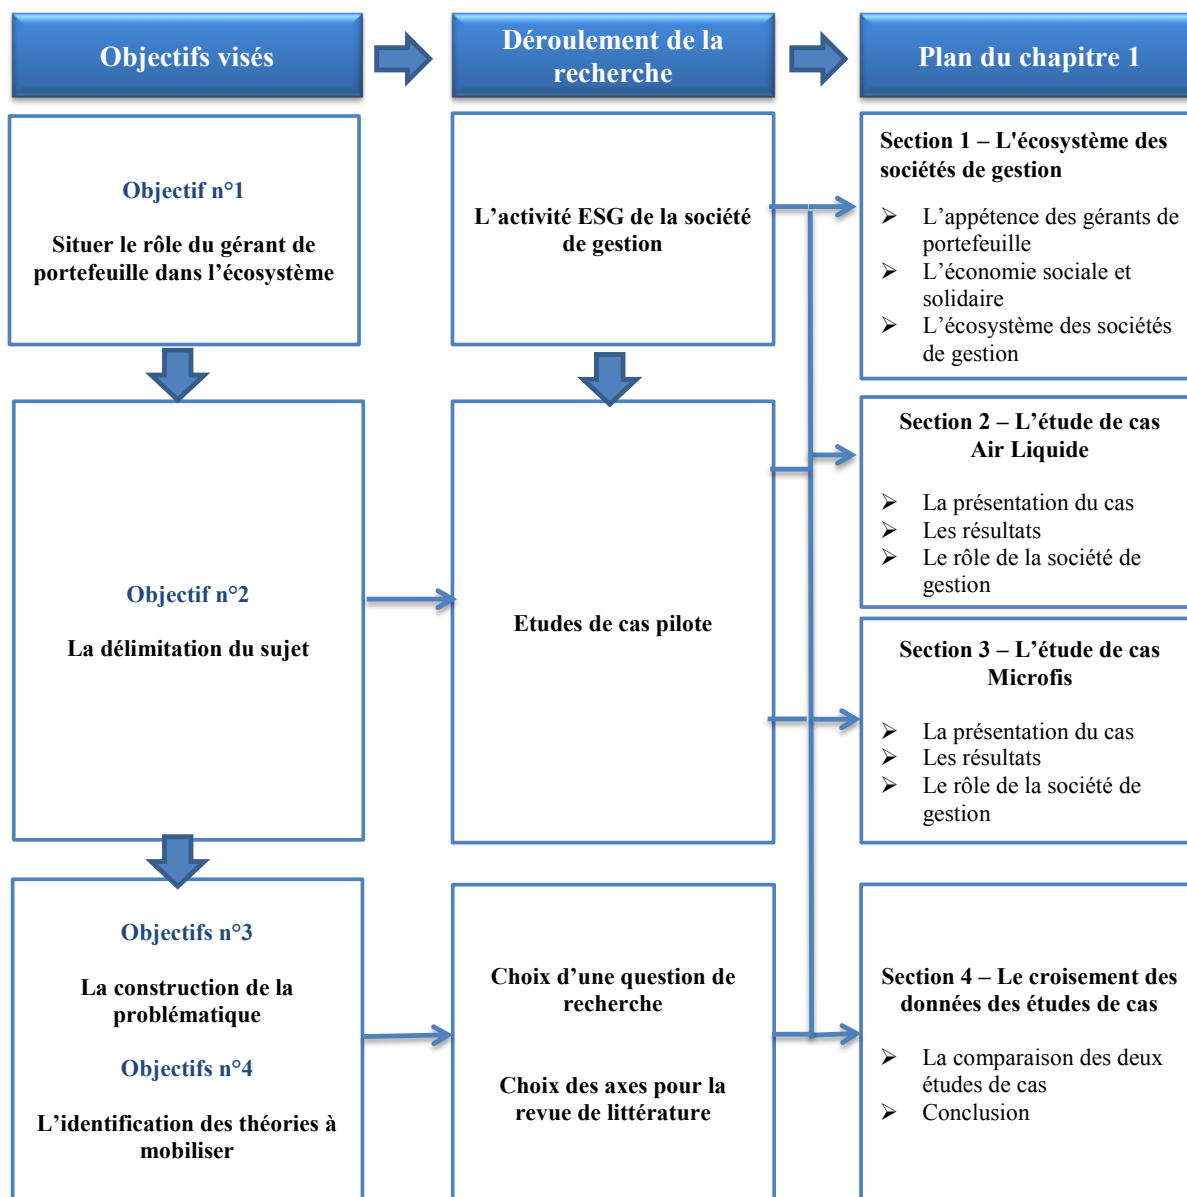 Objectifs visés
Déroulement de la
recherche
Plan du chapitre 1
Objectif n°1
Situer le rôle du gérant de
portefeuille dans l’écosystème
L’activité ESG de la société
de gestion
Section 1 – L'écosystème des
sociétés de gestion
➢ L’appétence des gérants de
portefeuille
➢ L’économie sociale et
solidaire
➢ L’écosystème des sociétés
de gestion
Objectif n°2
La délimitation du sujet
Etudes de cas pilote
Section 2 – L’étude de cas
Air Liquide
➢ La présentation du cas
➢ Les résultats
➢ Le rôle de la société de
gestion
Section 3 – L’étude de cas
Microfis
➢ La présentation du cas
➢ Les résultats
➢ Le rôle de la société de
gestion
Objectifs n°3
La construction de la
problématique
Objectifs n°4
L’identification des théories à
mobiliser
Choix d’une question de
recherche
Choix des axes pour la
revue de littérature
Section 4 – Le croisement des
données des études de cas
➢ La comparaison des deux
études de cas
➢ Conclusion